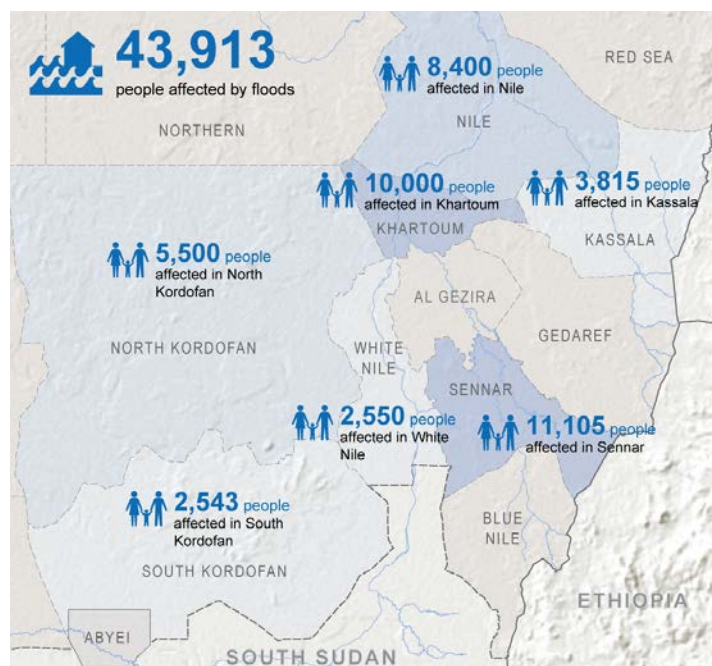 43,913
people affected by floods
8,400 people
affected in Nile
RED SEA
NORTHERN
NILE
10,000 people
affected in Khartoum
3,815 people
affected in Kassala
KHARTOUM
KASSALA
5,500 people
affected in North
Kordofan
AL GEZIRA
GEDAREF
NORTH KORDOFAN
WHITE
NILE
SENNAR
2,550 people
affected in White
Nile
11,105 people
affected in Sennar
2,543 people
affected in South
Kordofan
BLUE
NILE
SOUTH KORDOFAN
ETHIOPIA
ABYEI
SOUTH SUDAN